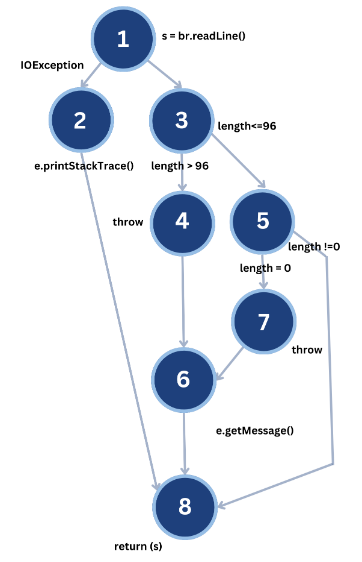 1
s = br.readLine()
IOException
2
3
length<=96
e.printStackTrace()
length > 96
throw
4
5
length !=0
length = 0
7
throw
6
e.getMessage()
8
return (s)